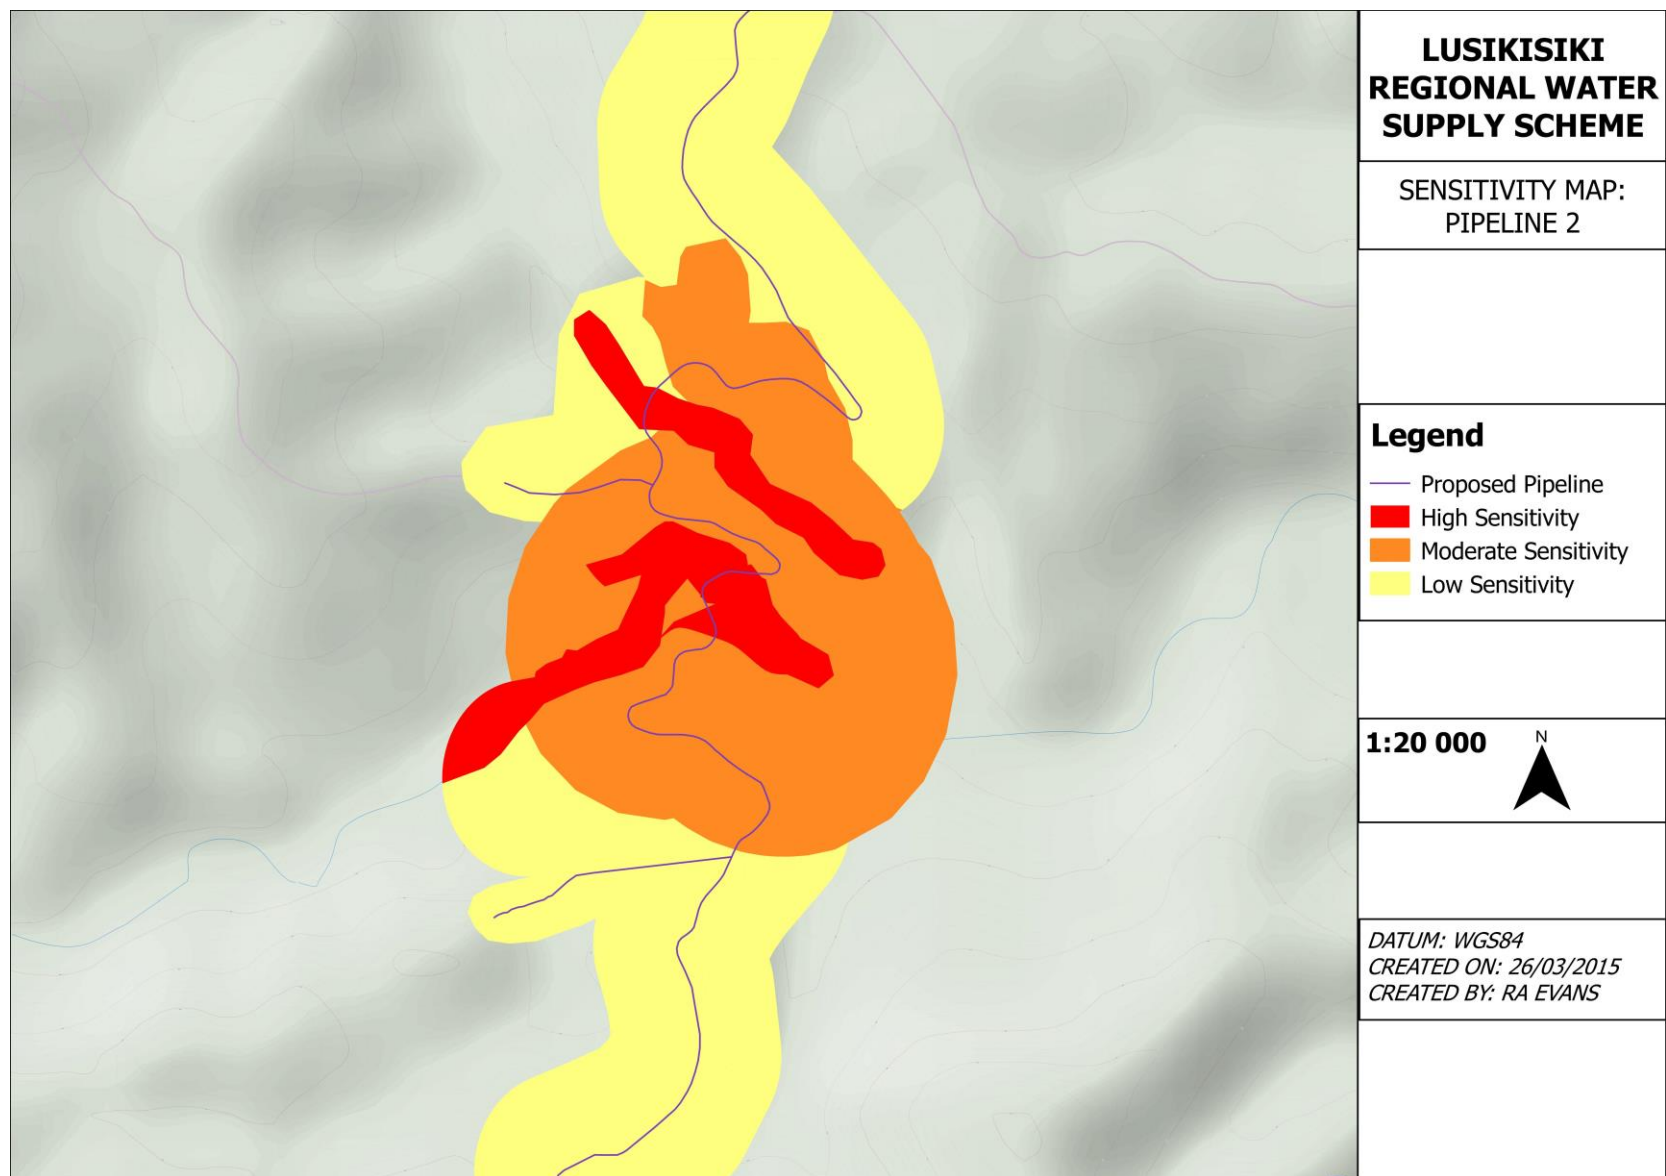 LUSIKISIKI
REGIONAL WATER
SUPPLY SCHEME
SENSITIVITY MAP:
PIPELINE 2
Legend
Proposed Pipeline
High Sensitivity
Moderate Sensitivity
Low Sensitivity
1:20 000
N
DATUM: WGS84
CREATED ON: 26/03/2015
CREATED BY: RA EVANS